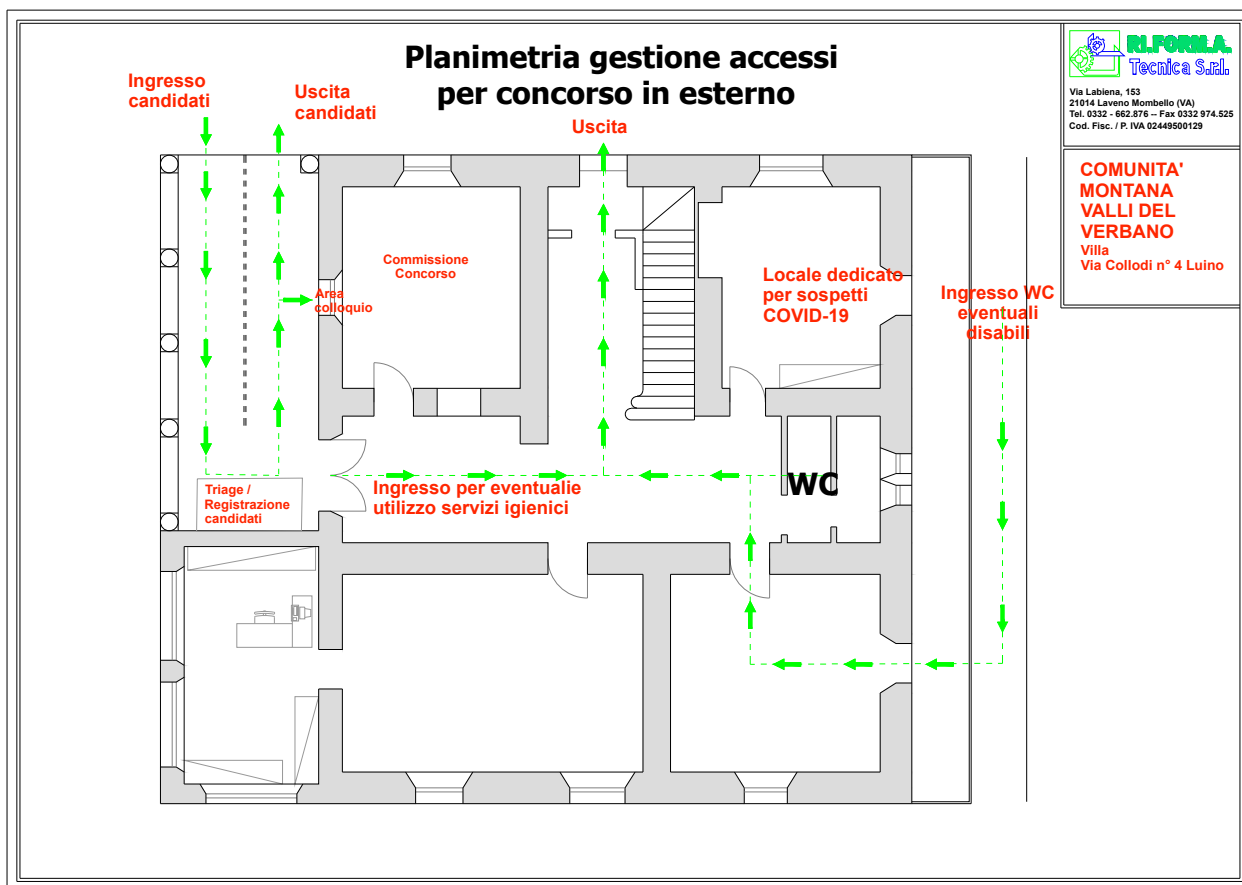 Planimetria gestione accessi
per concorso in esterno
Ingresso
candidati
Uscita
candidati
Uscita
RI.FORM.A.
Tecnica S.r.l.
Via Labiena, 153
21014 Laveno Mombello (VA)
Tel. 0332 - 662.876 – Fax 0332 974.525
Cod. Fisc. / P. IVA 02449500129
COMUNITA'
MONTANA
VALLI DEL
VERBANO
Villa
Via Collodi n° 4 Luino
Commissione
Concorso
Area
colloquio
Locale dedicato
per sospetti
COVID-19
Ingresso WC
eventuali
disabili
Triage /
Registrazione
candidati
Ingresso per eventualie
utilizzo servizi igienici
WC